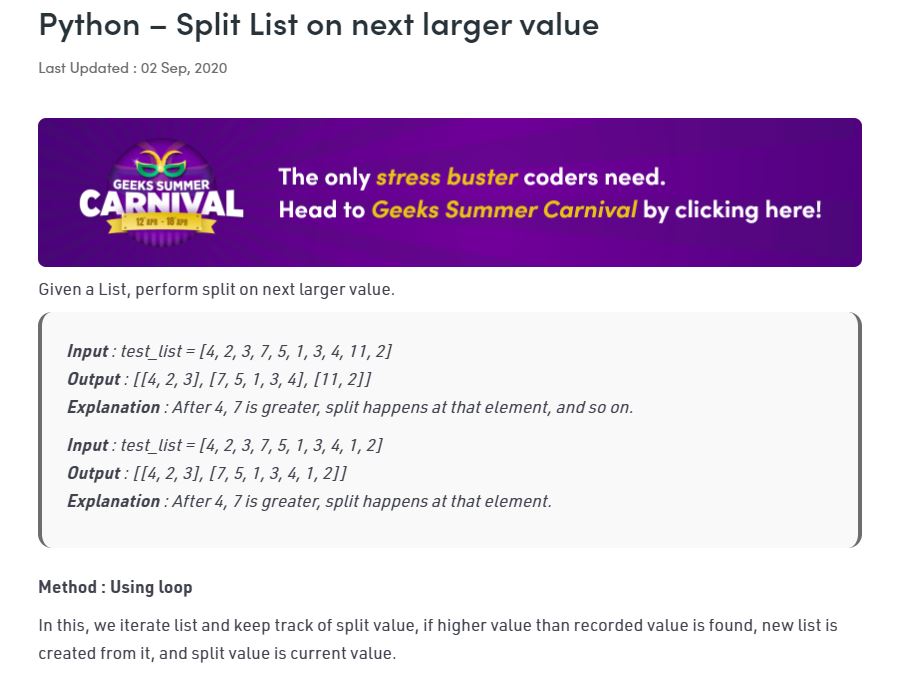 Python – Split List on next larger value
Last Updated : 02 Sep, 2020
GEEKS SUMMER
CARNIVAL
12 APR - 18 APR
The only stress buster coders need.
Head to Geeks Summer Carnival by clicking here!
Given a List, perform split on next larger value.
Input : test_list = [4, 2, 3, 7, 5, 1, 3, 4, 11, 2]
Output : [[4, 2, 3], [7, 5, 1, 3, 4], [11, 2]]
Explanation : After 4, 7 is greater, split happens at that element, and so on.
Input : test_list = [4, 2, 3, 7, 5, 1, 3, 4, 1, 2]
Output : [[4, 2, 3], [7, 5, 1, 3, 4, 1, 2]]
Explanation : After 4, 7 is greater, split happens at that element.
Method : Using loop
In this, we iterate list and keep track of split value, if higher value than recorded value is found, new list is
created from it, and split value is current value.